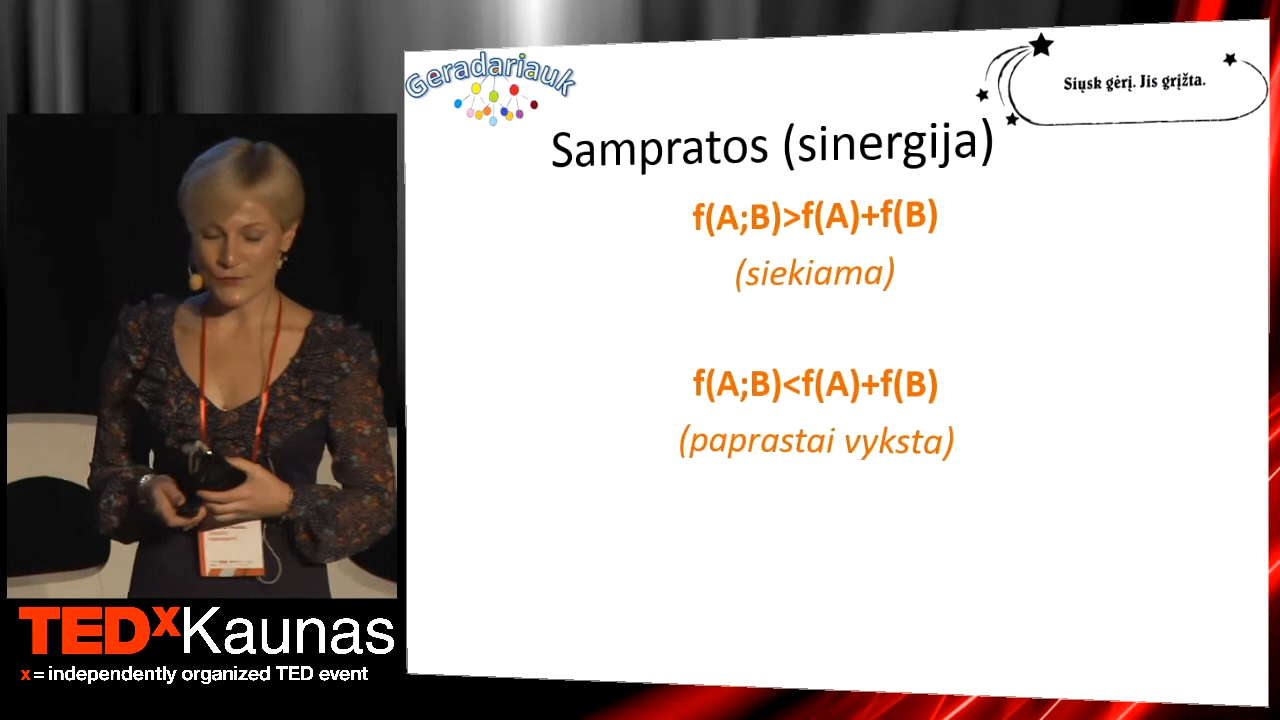 Geradariauk
Siųsk gėrį. Jis grįžta.
Sampratos (sinergija)
f(A;B)>f(A)+f(B)
(siekiama)
f(A;B)<f(A)+f(B)
(paprastai vyksta)
TEDxKaunas
x = independently organized TED event